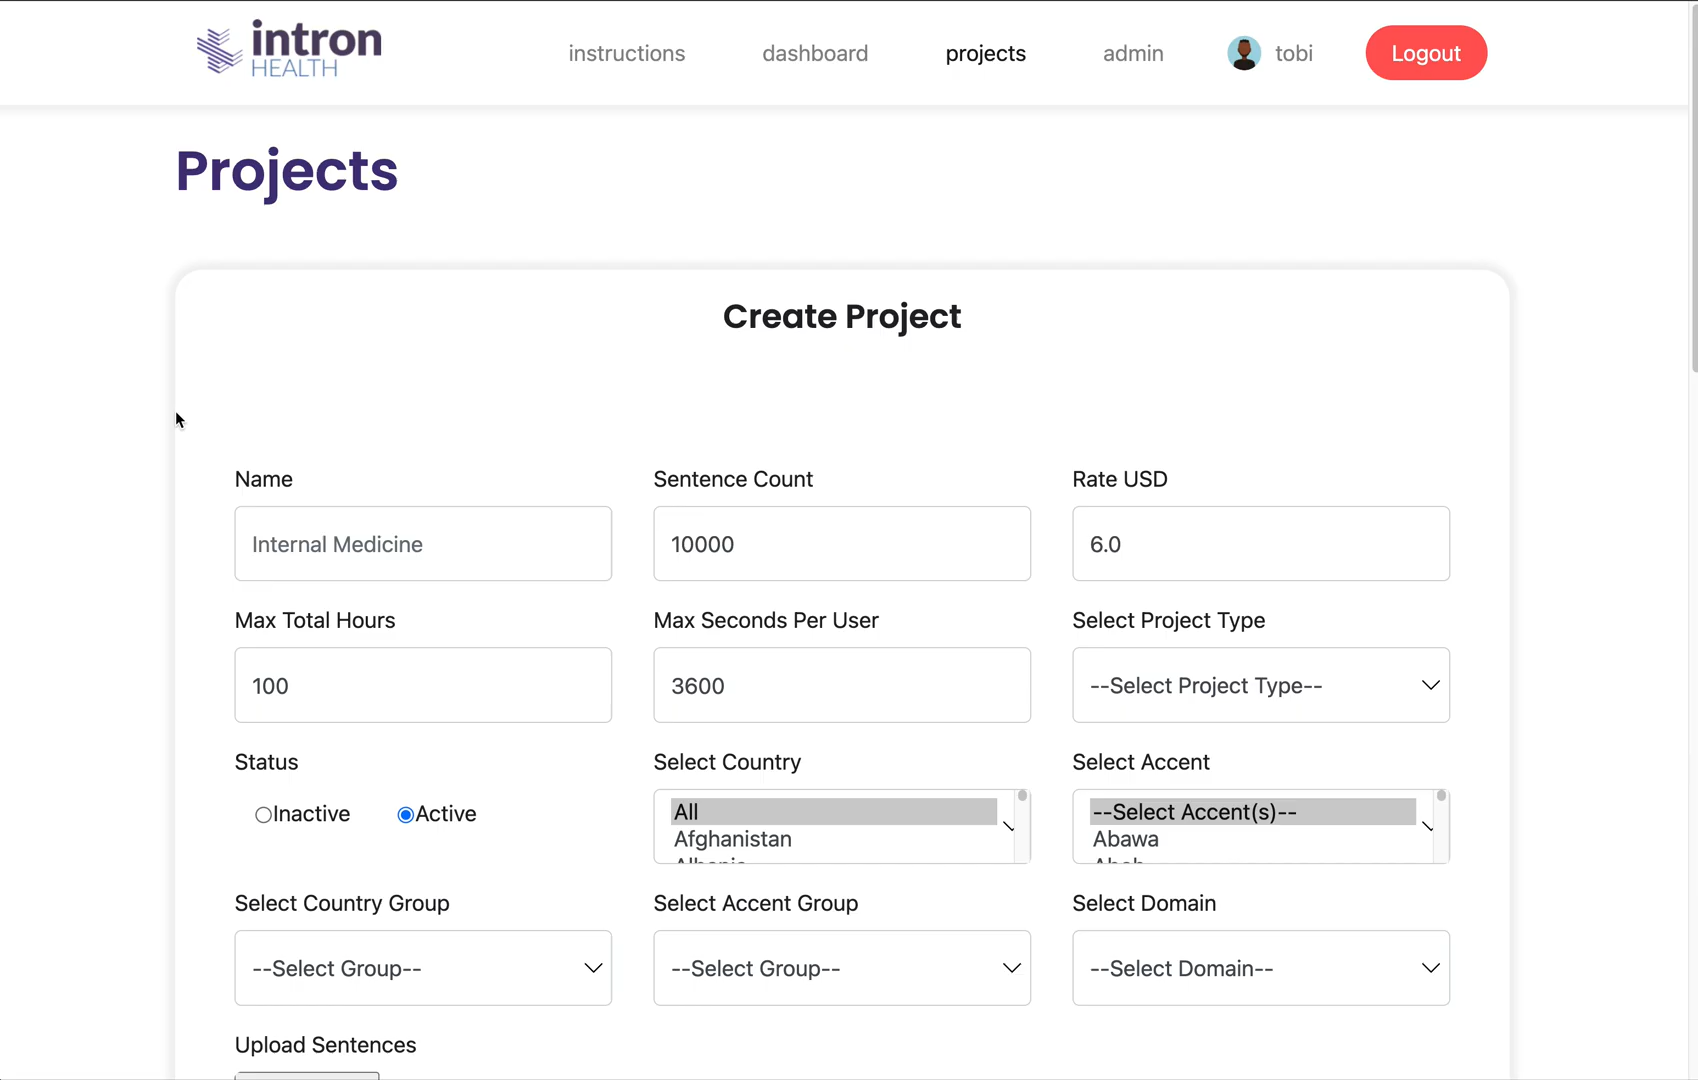 intron
HEALTH
instructions
dashboard
projects
admin
tobi
Logout
Projects
Create Project
Name
Sentence Count
Rate USD
Internal Medicine
10000
6.0
Max Total Hours
Max Seconds Per User
Select Project Type
100
3600
--Select Project Type--
Status
Select Country
Select Accent
Inactive
Active
All
Afghanistan
--Select Accent(s)--
Abawa
Select Country Group
Select Accent Group
Select Domain
--Select Group--
--Select Group--
--Select Domain--
Upload Sentences